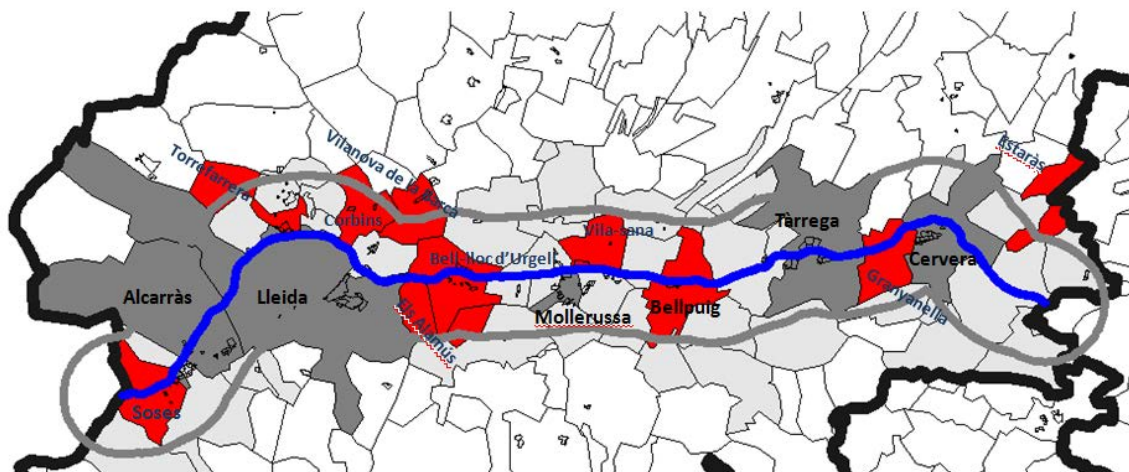 Estaràs
Torrefarrera
Vilanova de la Barca
Corbins
Tàrrega
Vila-sana
Bell-lloc d'Urgell
Cervera
Alcarràs
Lleida
Granyanella
Bellpuig
Mollerussa
Els Alamús
Soses